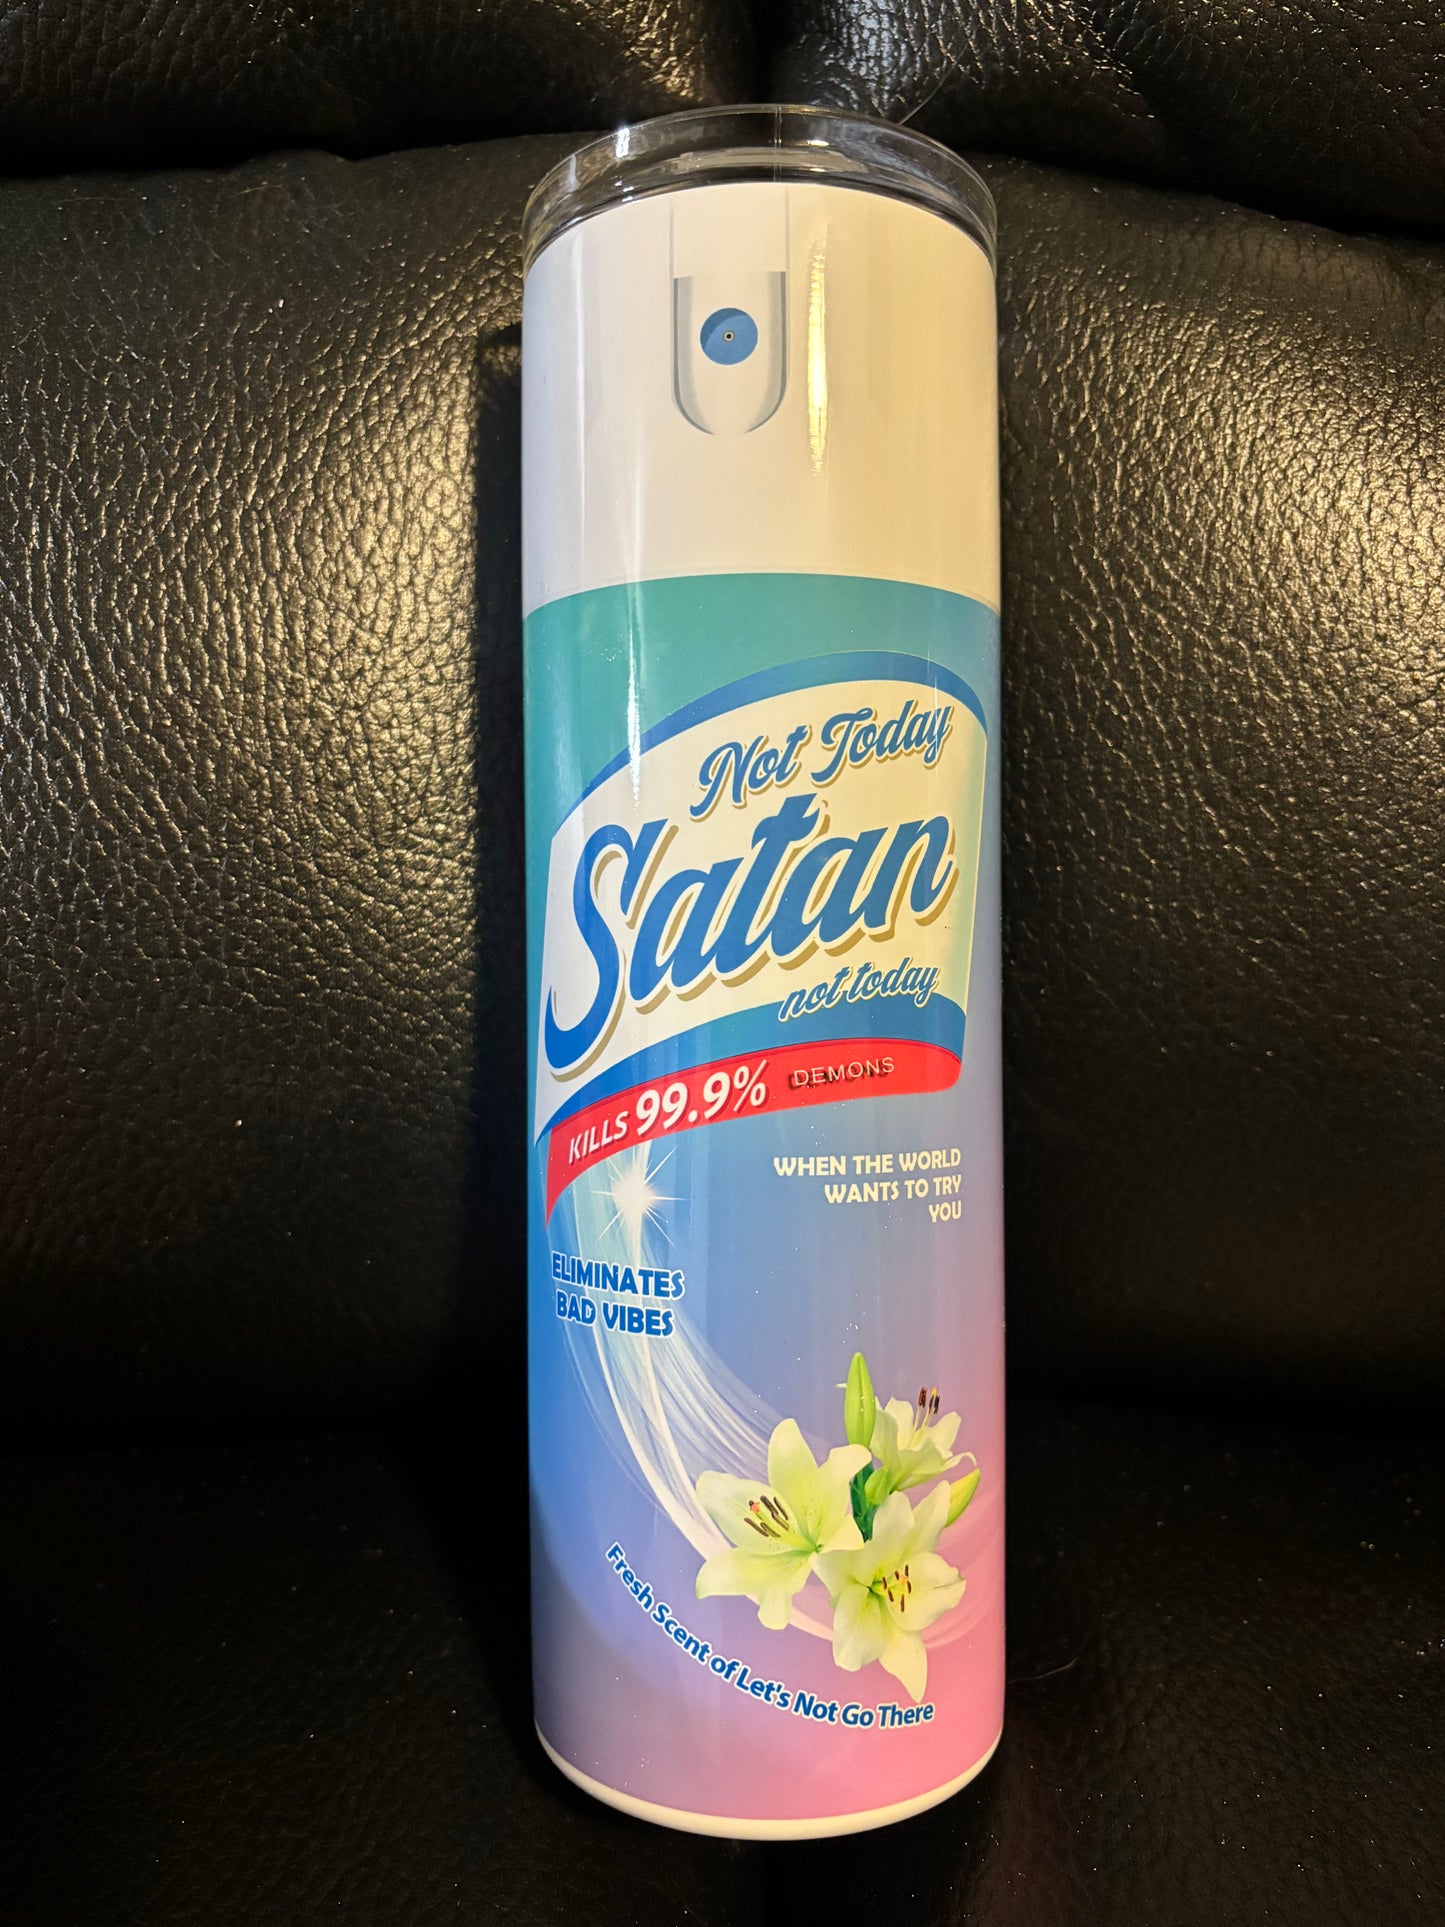 Not Today
Satan
not today
KILLS 99.9% DEMONS
WHEN THE WORLD
WANTS TO TRY
YOU
ELIMINATES
BAD VIBES
Fresh Scent of Let's Not Go There